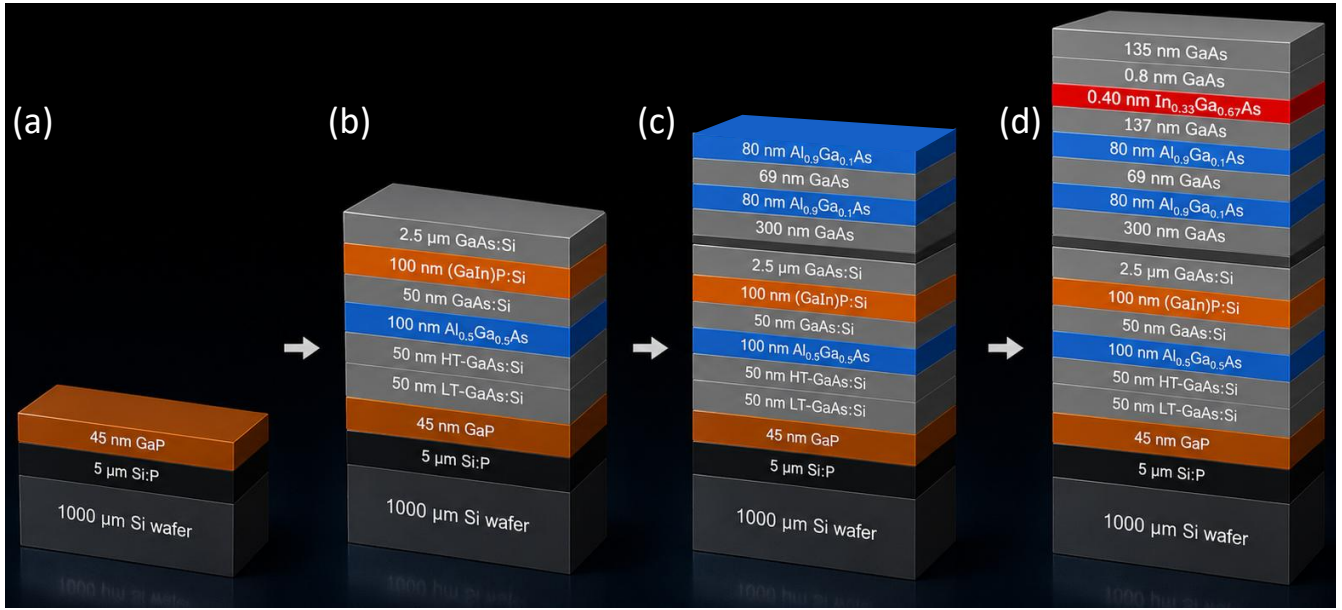 (a)
45 nm GaP
5 µm Si:P
1000 µm Si wafer
(b)
2.5 µm GaAs:Si
100 nm (GaIn)P:Si
50 nm GaAs:Si
100 nm Al0.5Ga0.5As
50 nm HT-GaAs:Si
50 nm LT-GaAs:Si
45 nm GaP
5 µm Si:P
1000 µm Si wafer
(c)
80 nm Al0.9Ga0.1As
69 nm GaAs
80 nm Al0.9Ga0.1As
300 nm GaAs
2.5 µm GaAs:Si
100 nm (GaIn)P:Si
50 nm GaAs:Si
100 nm Al0.5Ga0.5As
50 nm HT-GaAs:Si
50 nm LT-GaAs:Si
45 nm GaP
5 µm Si:P
1000 µm Si wafer
(d)
135 nm GaAs
0.8 nm GaAs
0.40 nm In0.33Ga0.67As
137 nm GaAs
80 nm Al0.9Ga0.1As
69 nm GaAs
80 nm Al0.9Ga0.1As
300 nm GaAs
2.5 µm GaAs:Si
100 nm (GaIn)P:Si
50 nm GaAs:Si
100 nm Al0.5Ga0.5As
50 nm HT-GaAs:Si
50 nm LT-GaAs:Si
45 nm GaP
5 µm Si:P
1000 µm Si wafer